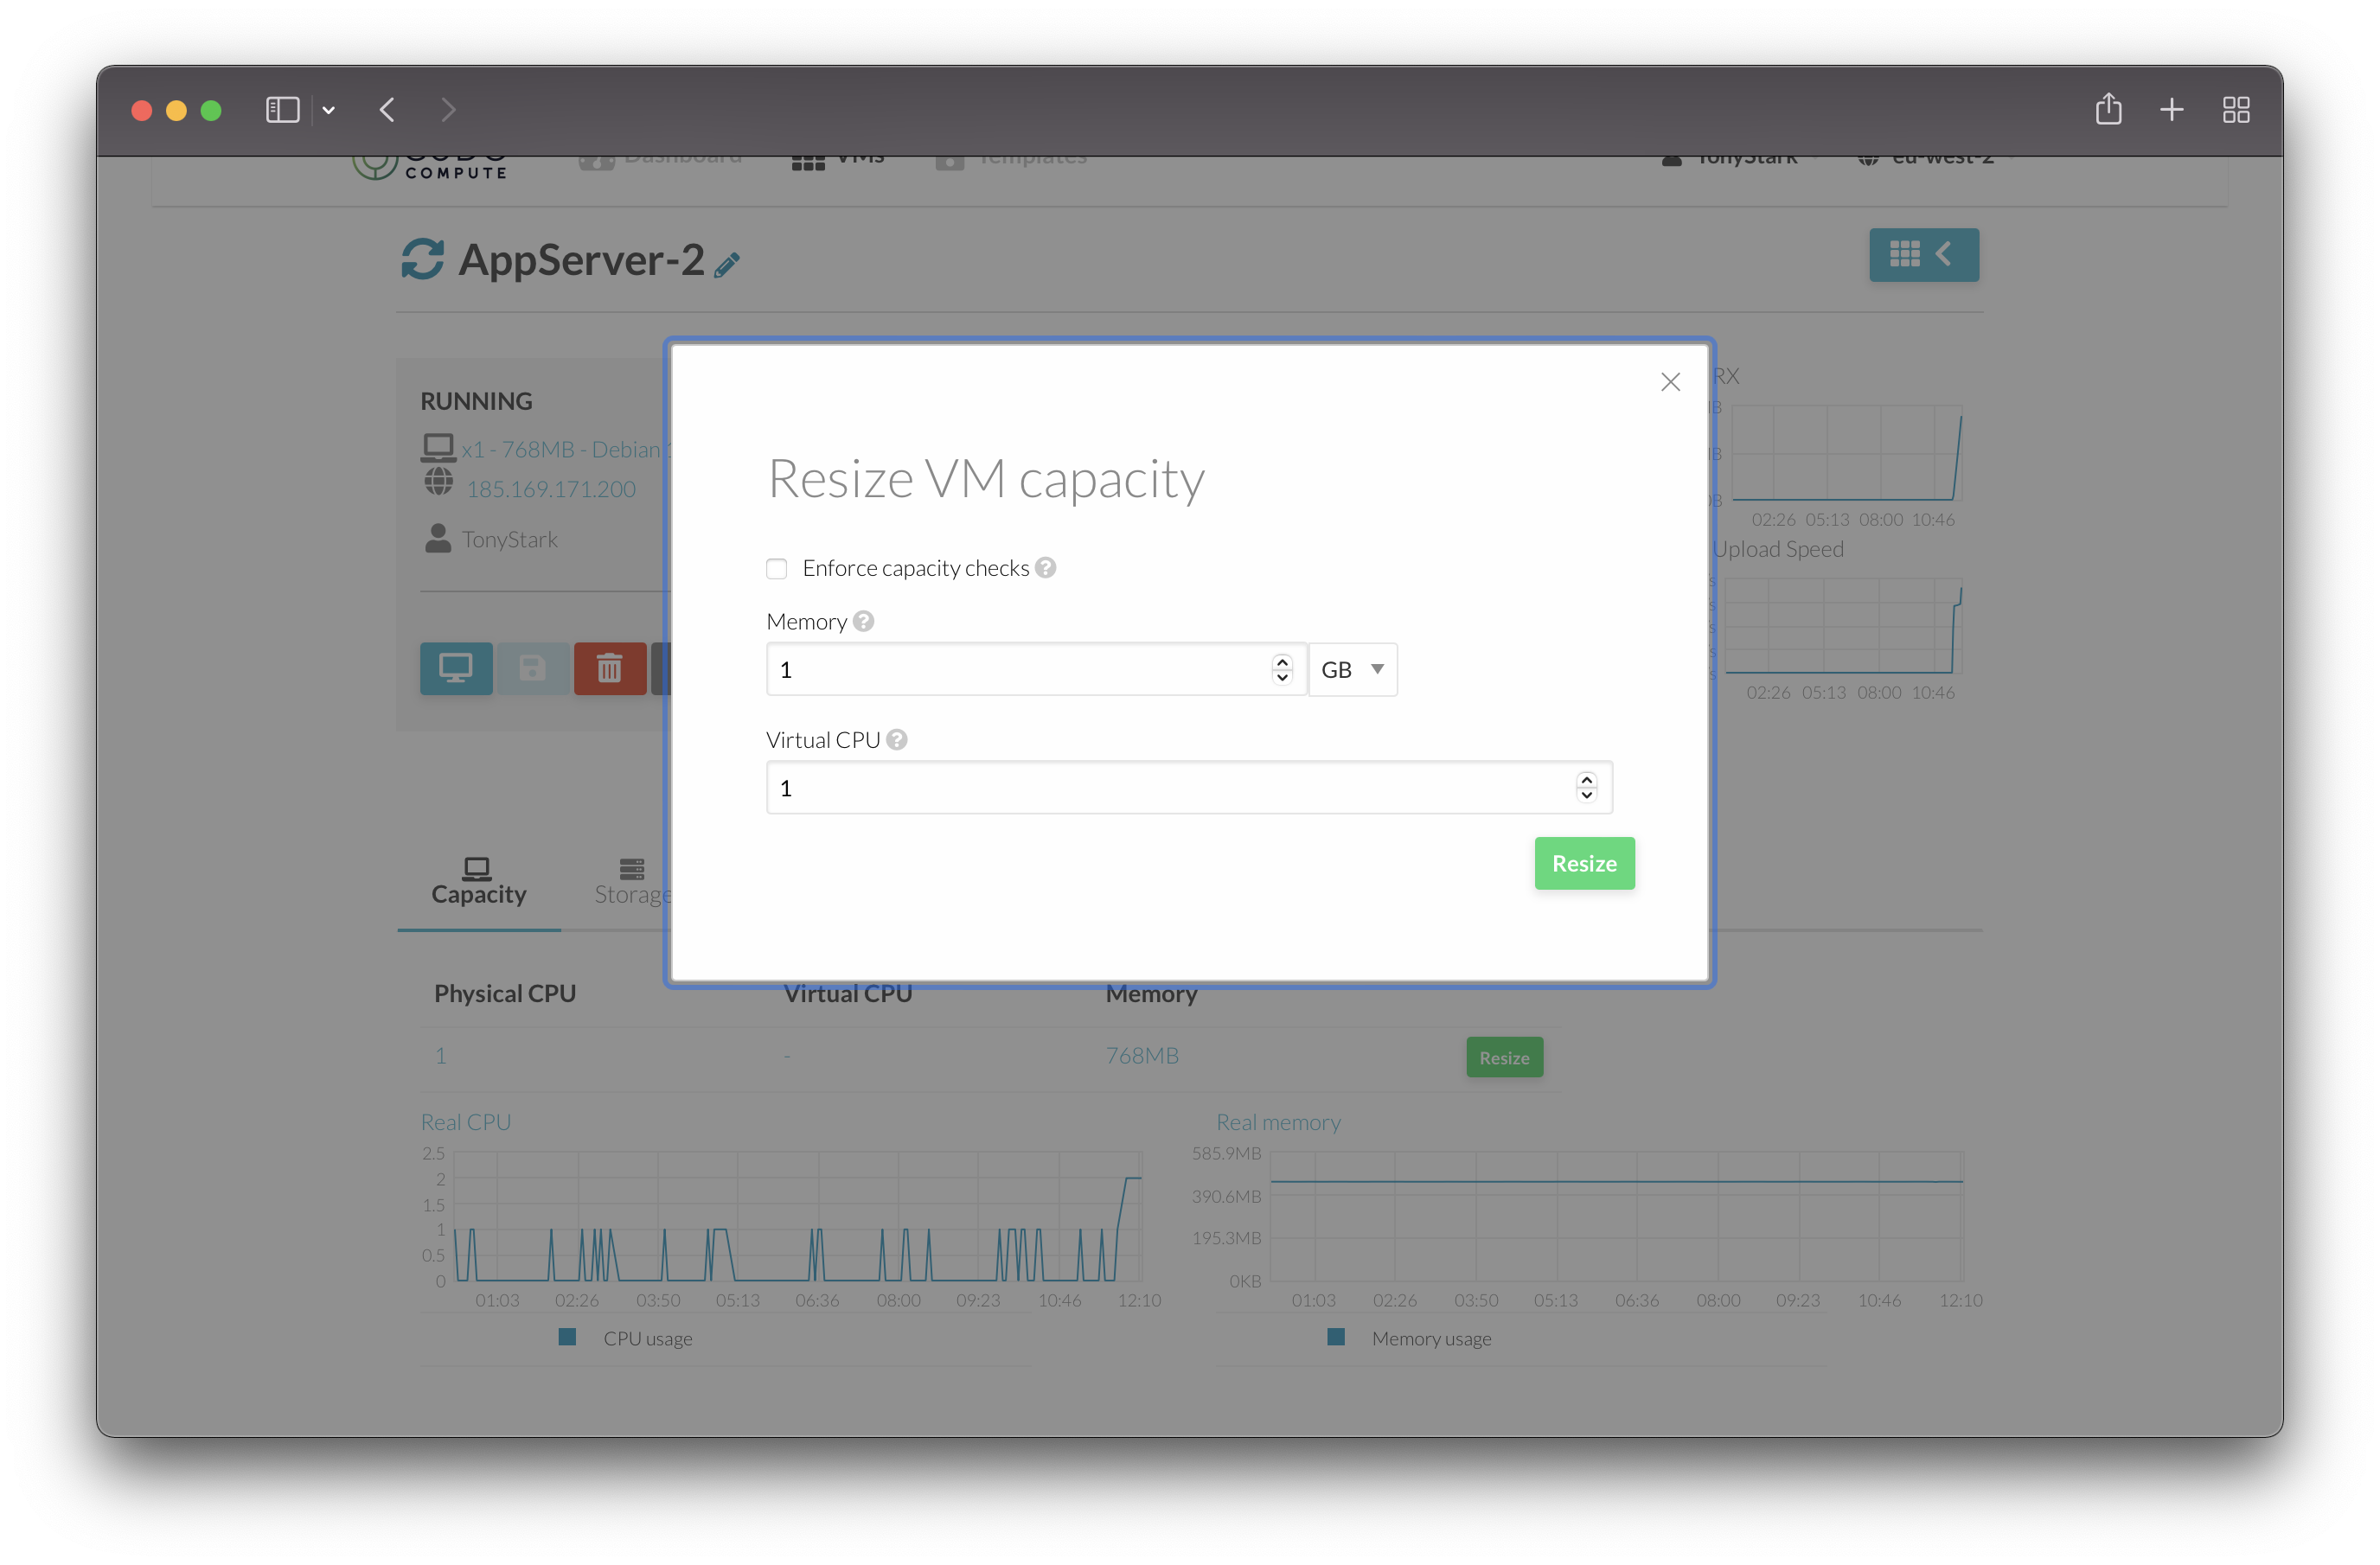 COMPUTE
Dashboard
VMs
Templates
TonyStark
eu-west-2
AppServer-2
RUNNING
x1 - 768MB - Debian
185.169.171.200
TonyStark
RX
02:26 05:13 08:00 10:46
Upload Speed
02:26 05:13 08:00 10:46
Resize VM capacity
Enforce capacity checks ?
Memory ?
1
GB
Virtual CPU ?
1
Resize
Capacity
Storage
Physical CPU
Virtual CPU
Memory
1
-
768MB
Resize
Real CPU
2.5
2
1.5
1
0.5
0
01:03 02:26 03:50 05:13 06:36 08:00 09:23 10:46 12:10
CPU usage
Real memory
585.9MB
390.6MB
195.3MB
0KB
01:03 02:26 03:50 05:13 06:36 08:00 09:23 10:46 12:10
Memory usage